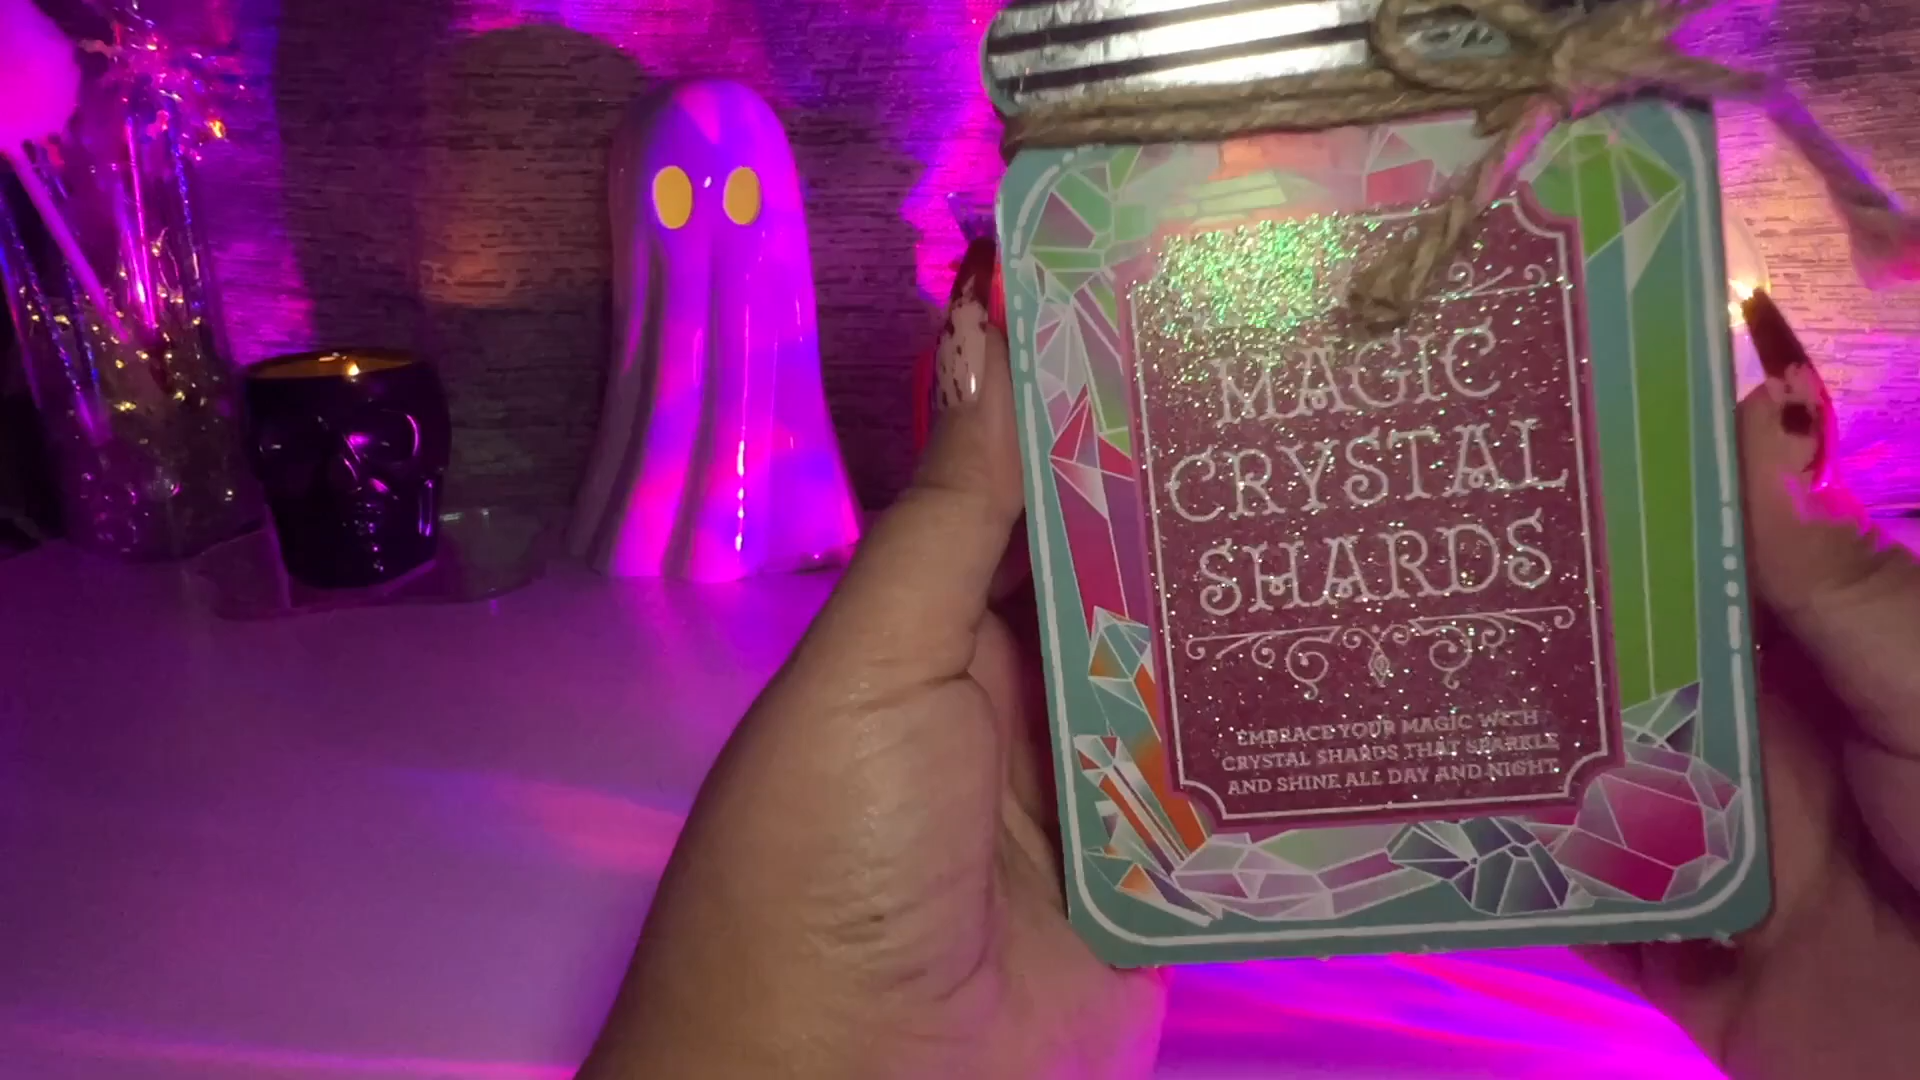 MAGIC
CRYSTAL
SHARDS
EMBRACE YOUR MAGIC WITH
CRYSTAL SHARDS THAT SPARKLE
AND SHINE ALL DAY AND NIGHT